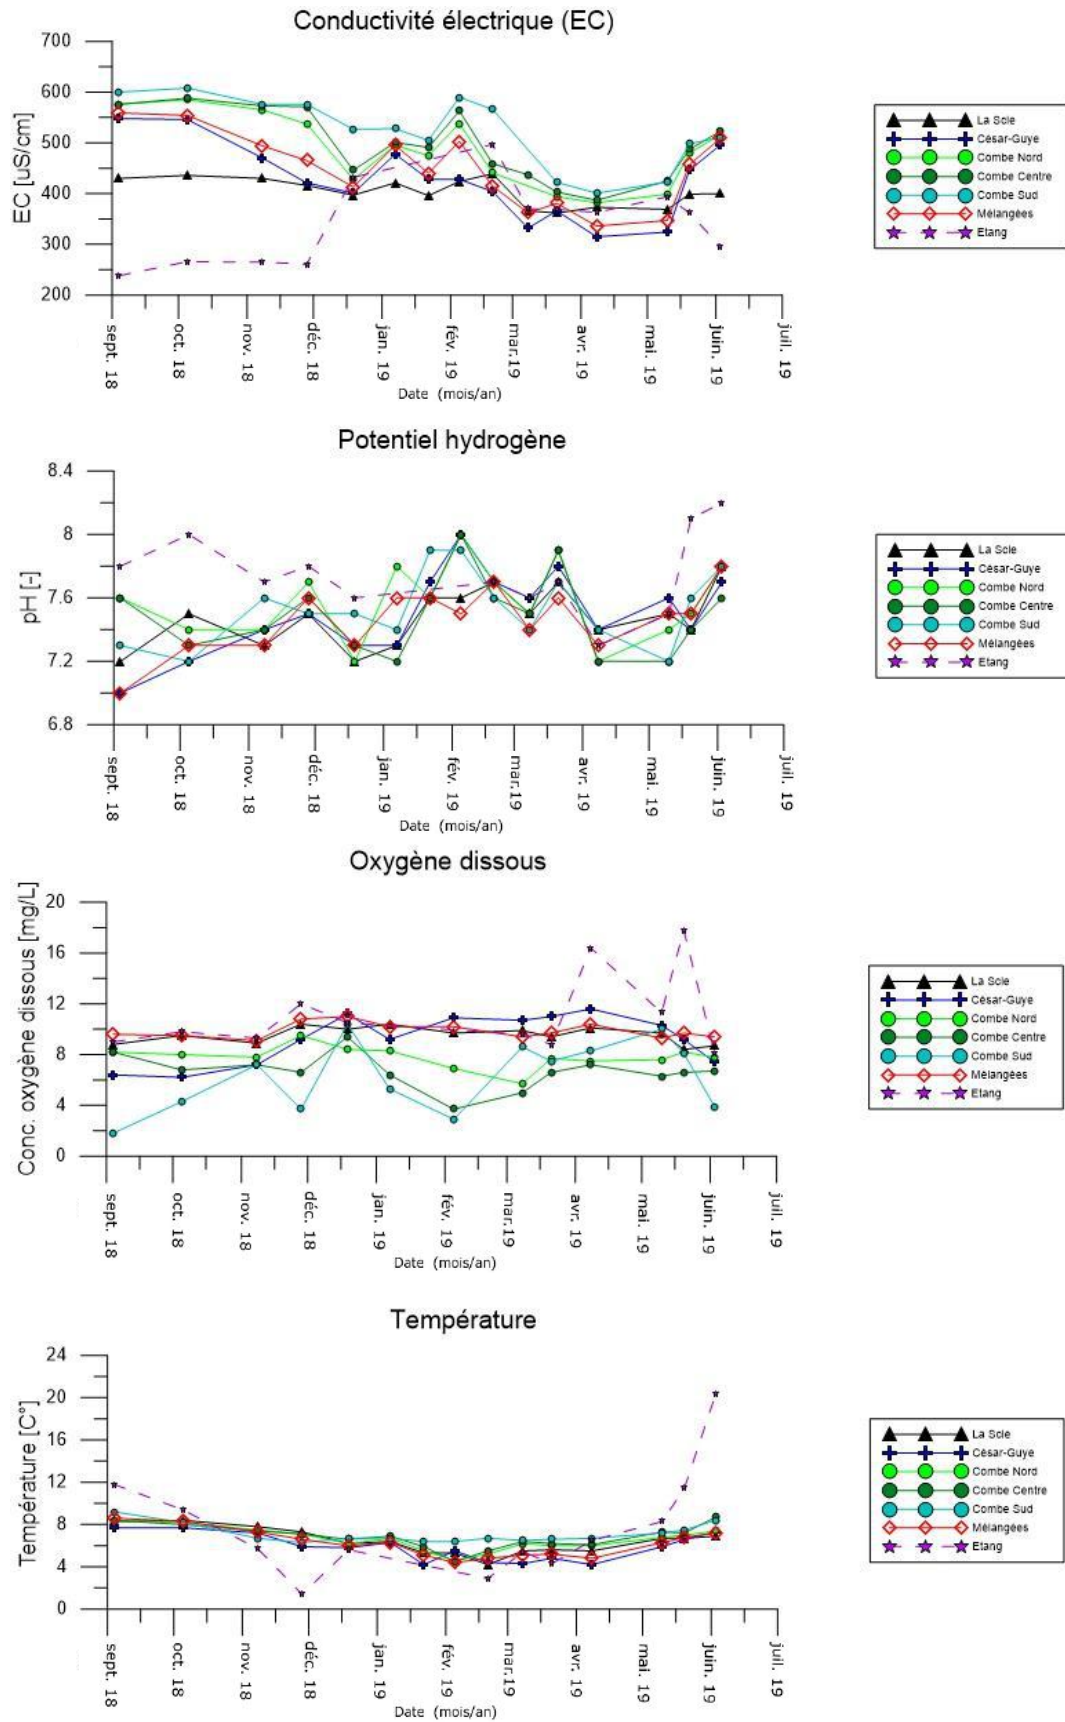 Conductivité électrique (EC)
EC [uS/cm]
700
600
500
400
300
200
sept. 18
oct. 18
nov. 18
déc. 18
jan. 19
fév. 19
mar.19
avr. 19
mai. 19
juin. 19
juil. 19
Date (mois/an)
La Scie
César-Guye
Combe Nord
Combe Centre
Combe Sud
Mélangées
Etang
Potentiel hydrogène
pH [-]
8.4
8
7.6
7.2
6.8
sept. 18
oct. 18
nov. 18
déc. 18
jan. 19
fév. 19
mar.19
avr. 19
mai. 19
juin. 19
juil. 19
Date (mois/an)
La Scie
César-Guye
Combe Nord
Combe Centre
Combe Sud
Mélangées
Etang
Oxygène dissous
Conc. oxygène dissous [mg/L]
20
16
12
8
4
0
sept. 18
oct. 18
nov. 18
déc. 18
jan. 19
fév. 19
mar.19
avr. 19
mai. 19
juin. 19
juil. 19
Date (mois/an)
La Scie
César-Guye
Combe Nord
Combe Centre
Combe Sud
Mélangées
Etang
Température
Température [C°]
24
20
16
12
8
4
0
sept. 18
oct. 18
nov. 18
déc. 18
jan. 19
fév. 19
mar.19
avr. 19
mai. 19
juin. 19
juil. 19
Date (mois/an)
La Scie
César-Guye
Combe Nord
Combe Centre
Combe Sud
Mélangées
Etang